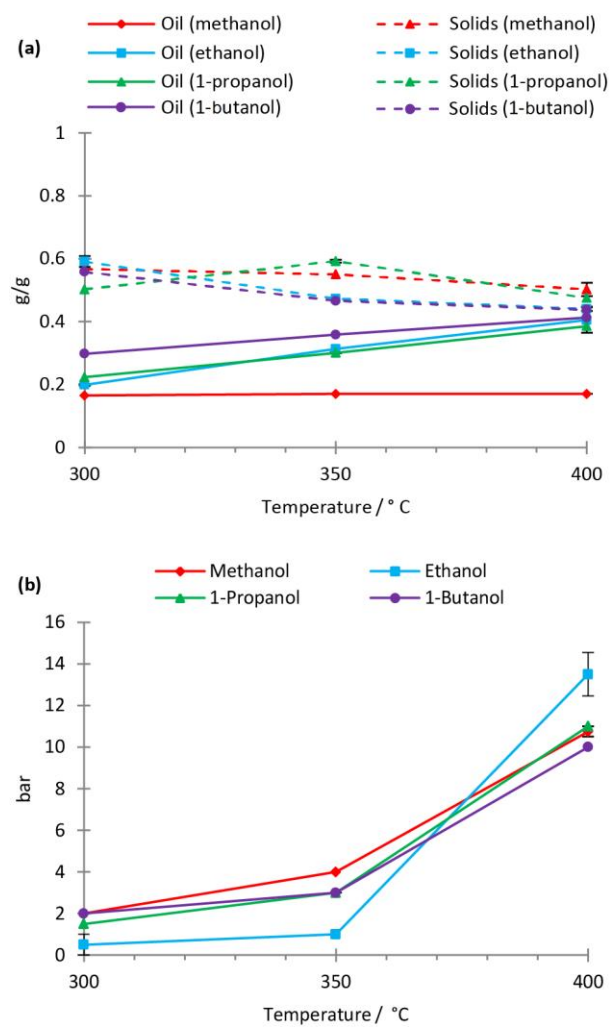 (a)
Oil (methanol) Solids (methanol)
Oil (ethanol) Solids (ethanol)
Oil (1-propanol) Solids (1-propanol)
Oil (1-butanol) Solids (1-butanol)
1
0.8
0.6
0.4
0.2
0
g/g
300 350 400
Temperature / ° C
(b)
Methanol Ethanol
1-Propanol 1-Butanol
16
14
12
10
8
6
4
2
0
bar
300 350 400
Temperature / °C